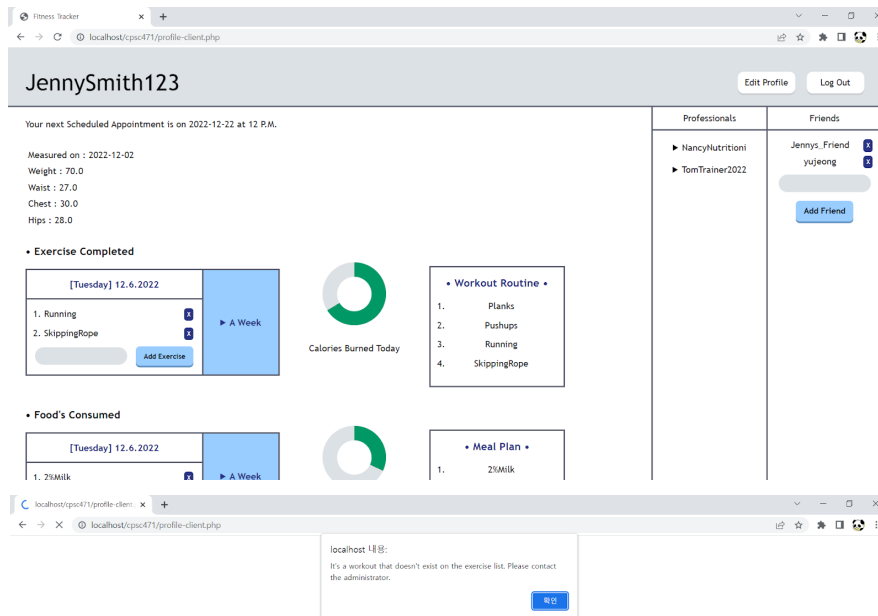 Fitness Tracker
localhost/cpsc471/profile-client.php
JennySmith123
Edit Profile
Log Out
Your next Scheduled Appointment is on 2022-12-22 at 12 P.M.
Measured on : 2022-12-02
Weight : 70.0
Waist : 27.0
Chest : 30.0
Hips : 28.0
• Exercise Completed
[Tuesday] 12.6.2022
1. Running X
2. SkippingRope X
Add Exercise
▶ A Week
Calories Burned Today
• Workout Routine •
1. Planks
2. Pushups
3. Running
4. SkippingRope
• Food's Consumed
[Tuesday] 12.6.2022
1. 2%Milk X
▶ A Week
• Meal Plan •
1. 2%Milk
Professionals
▶ NancyNutritioni
▶ TomTrainer2022
Friends
Jennys_Friend X
yujeong X
Add Friend
localhost/cpsc471/profile-client.
localhost/cpsc471/profile-client.php
localhost 내용:
It's a workout that doesn't exist on the exercise list. Please contact
the administrator.
확인